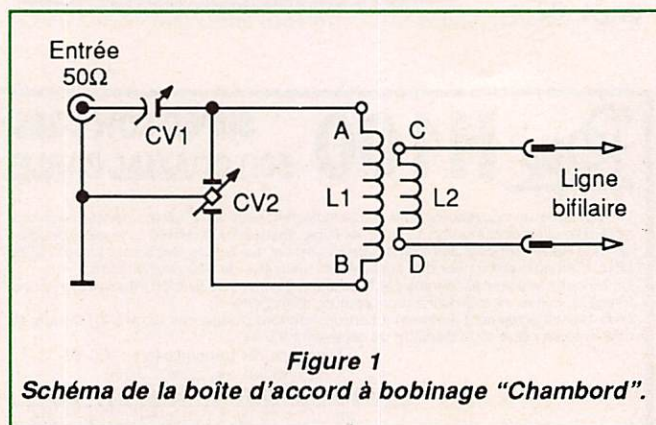 Entrée
50Ω
CV1
CV2
A
L1
B
C
L2
D
Ligne
bifilaire
Figure 1
Schéma de la boîte d'accord à bobinage "Chambord".